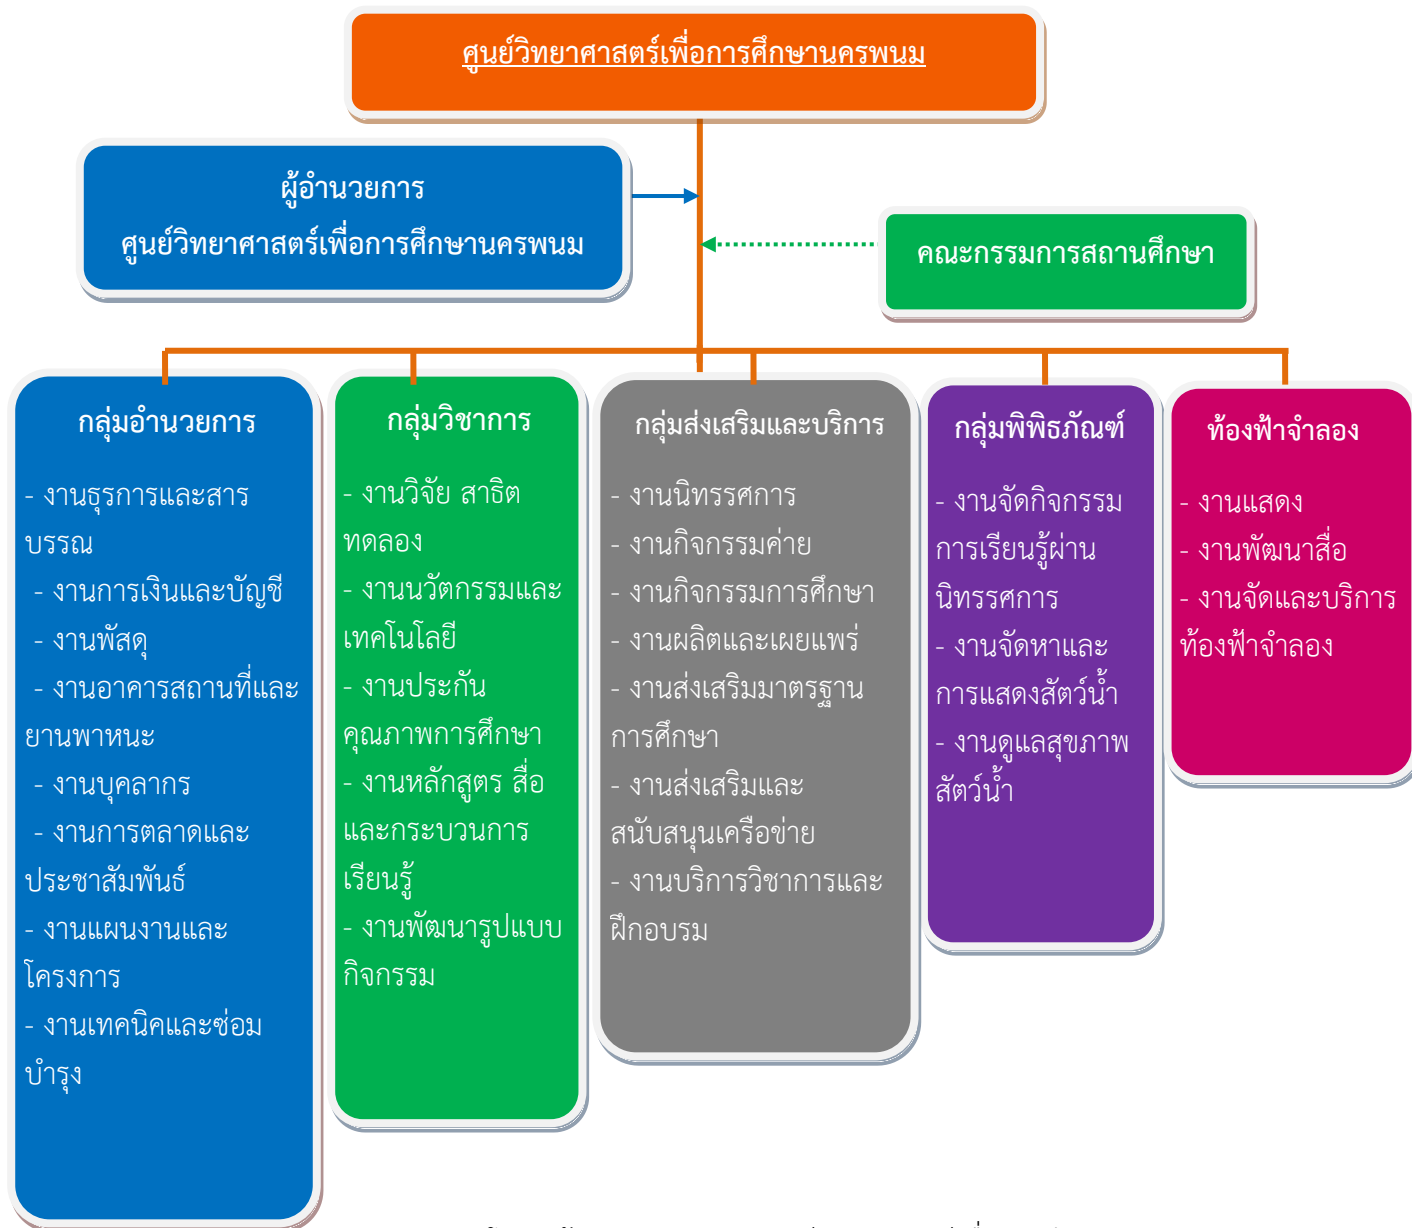 ศูนย์วิทยาศาสตร์เพื่อการศึกษานครพนม
ผู้อำนวยการ
ศูนย์วิทยาศาสตร์เพื่อการศึกษานครพนม
คณะกรรมการสถานศึกษา
กลุ่มอำนวยการ
- งานธุรการและสาร
บรรณ
- งานการเงินและบัญชี
- งานพัสดุ
- งานอาคารสถานที่และ
ยานพาหนะ
- งานบุคลากร
- งานการตลาดและ
ประชาสัมพันธ์
- งานแผนงานและ
โครงการ
- งานเทคนิคและซ่อม
บำรุง
กลุ่มวิชาการ
- งานวิจัย สาธิต
ทดลอง
- งานนวัตกรรมและ
เทคโนโลยี
- งานประกัน
คุณภาพการศึกษา
- งานหลักสูตร สื่อ
และกระบวนการ
เรียนรู้
- งานพัฒนารูปแบบ
กิจกรรม
กลุ่มส่งเสริมและบริการ
- งานนิทรรศการ
- งานกิจกรรมค่าย
- งานกิจกรรมการศึกษา
- งานผลิตและเผยแพร่
- งานส่งเสริมมาตรฐาน
การศึกษา
- งานส่งเสริมและ
สนับสนุนเครือข่าย
- งานบริการวิชาการและ
ฝึกอบรม
กลุ่มพิพิธภัณฑ์
- งานจัดกิจกรรม
การเรียนรู้ผ่าน
นิทรรศการ
- งานจัดหาและ
การแสดงสัตว์น้ำ
- งานดูแลสุขภาพ
สัตว์น้ำ
ท้องฟ้าจำลอง
- งานแสดง
- งานพัฒนาสื่อ
- งานจัดและบริการ
ท้องฟ้าจำลอง